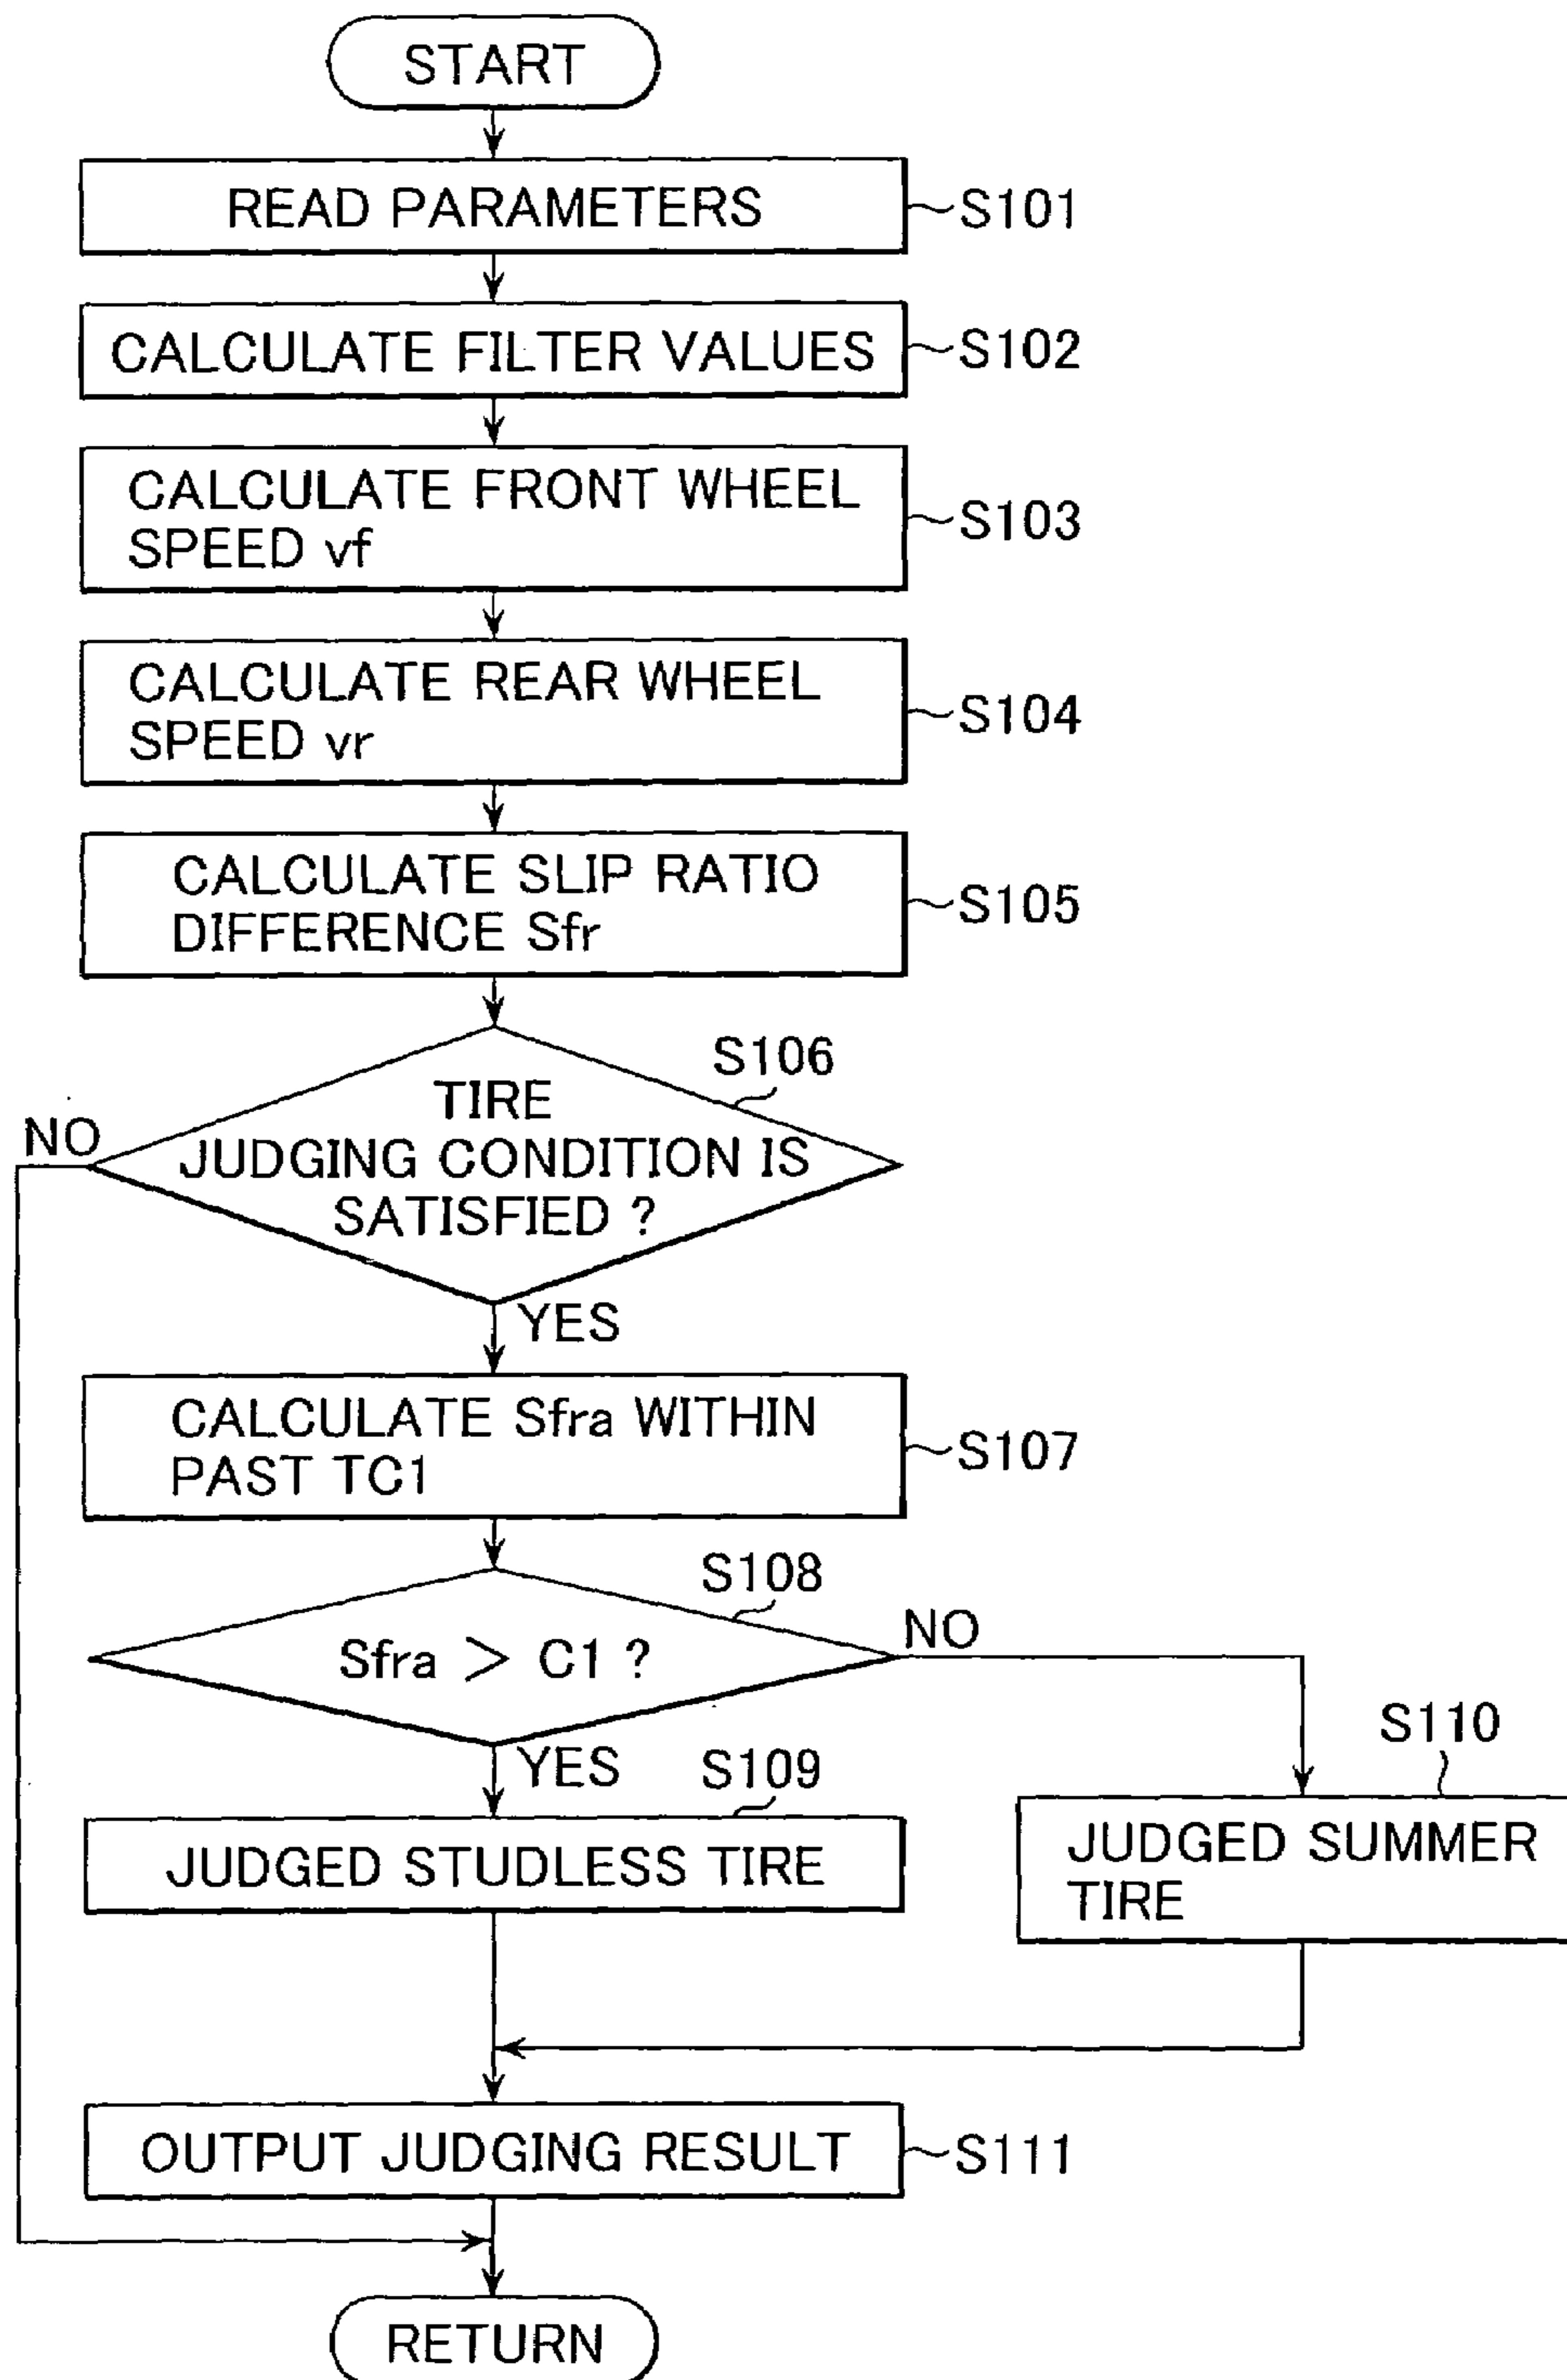 START
READ PARAMETERS
S101
CALCULATE FILTER VALUES
S102
CALCULATE FRONT WHEEL
SPEED vf
S103
CALCULATE REAR WHEEL
SPEED vr
S104
CALCULATE SLIP RATIO
DIFFERENCE Sfr
S105
S106
TIRE
JUDGING CONDITION IS
SATISFIED ?
NO
YES
CALCULATE Sfra WITHIN
PAST TC1
S107
S108
Sfra > C1 ?
NO
YES
S109
JUDGED STUDLESS TIRE
S110
JUDGED SUMMER
TIRE
OUTPUT JUDGING RESULT
S111
RETURN